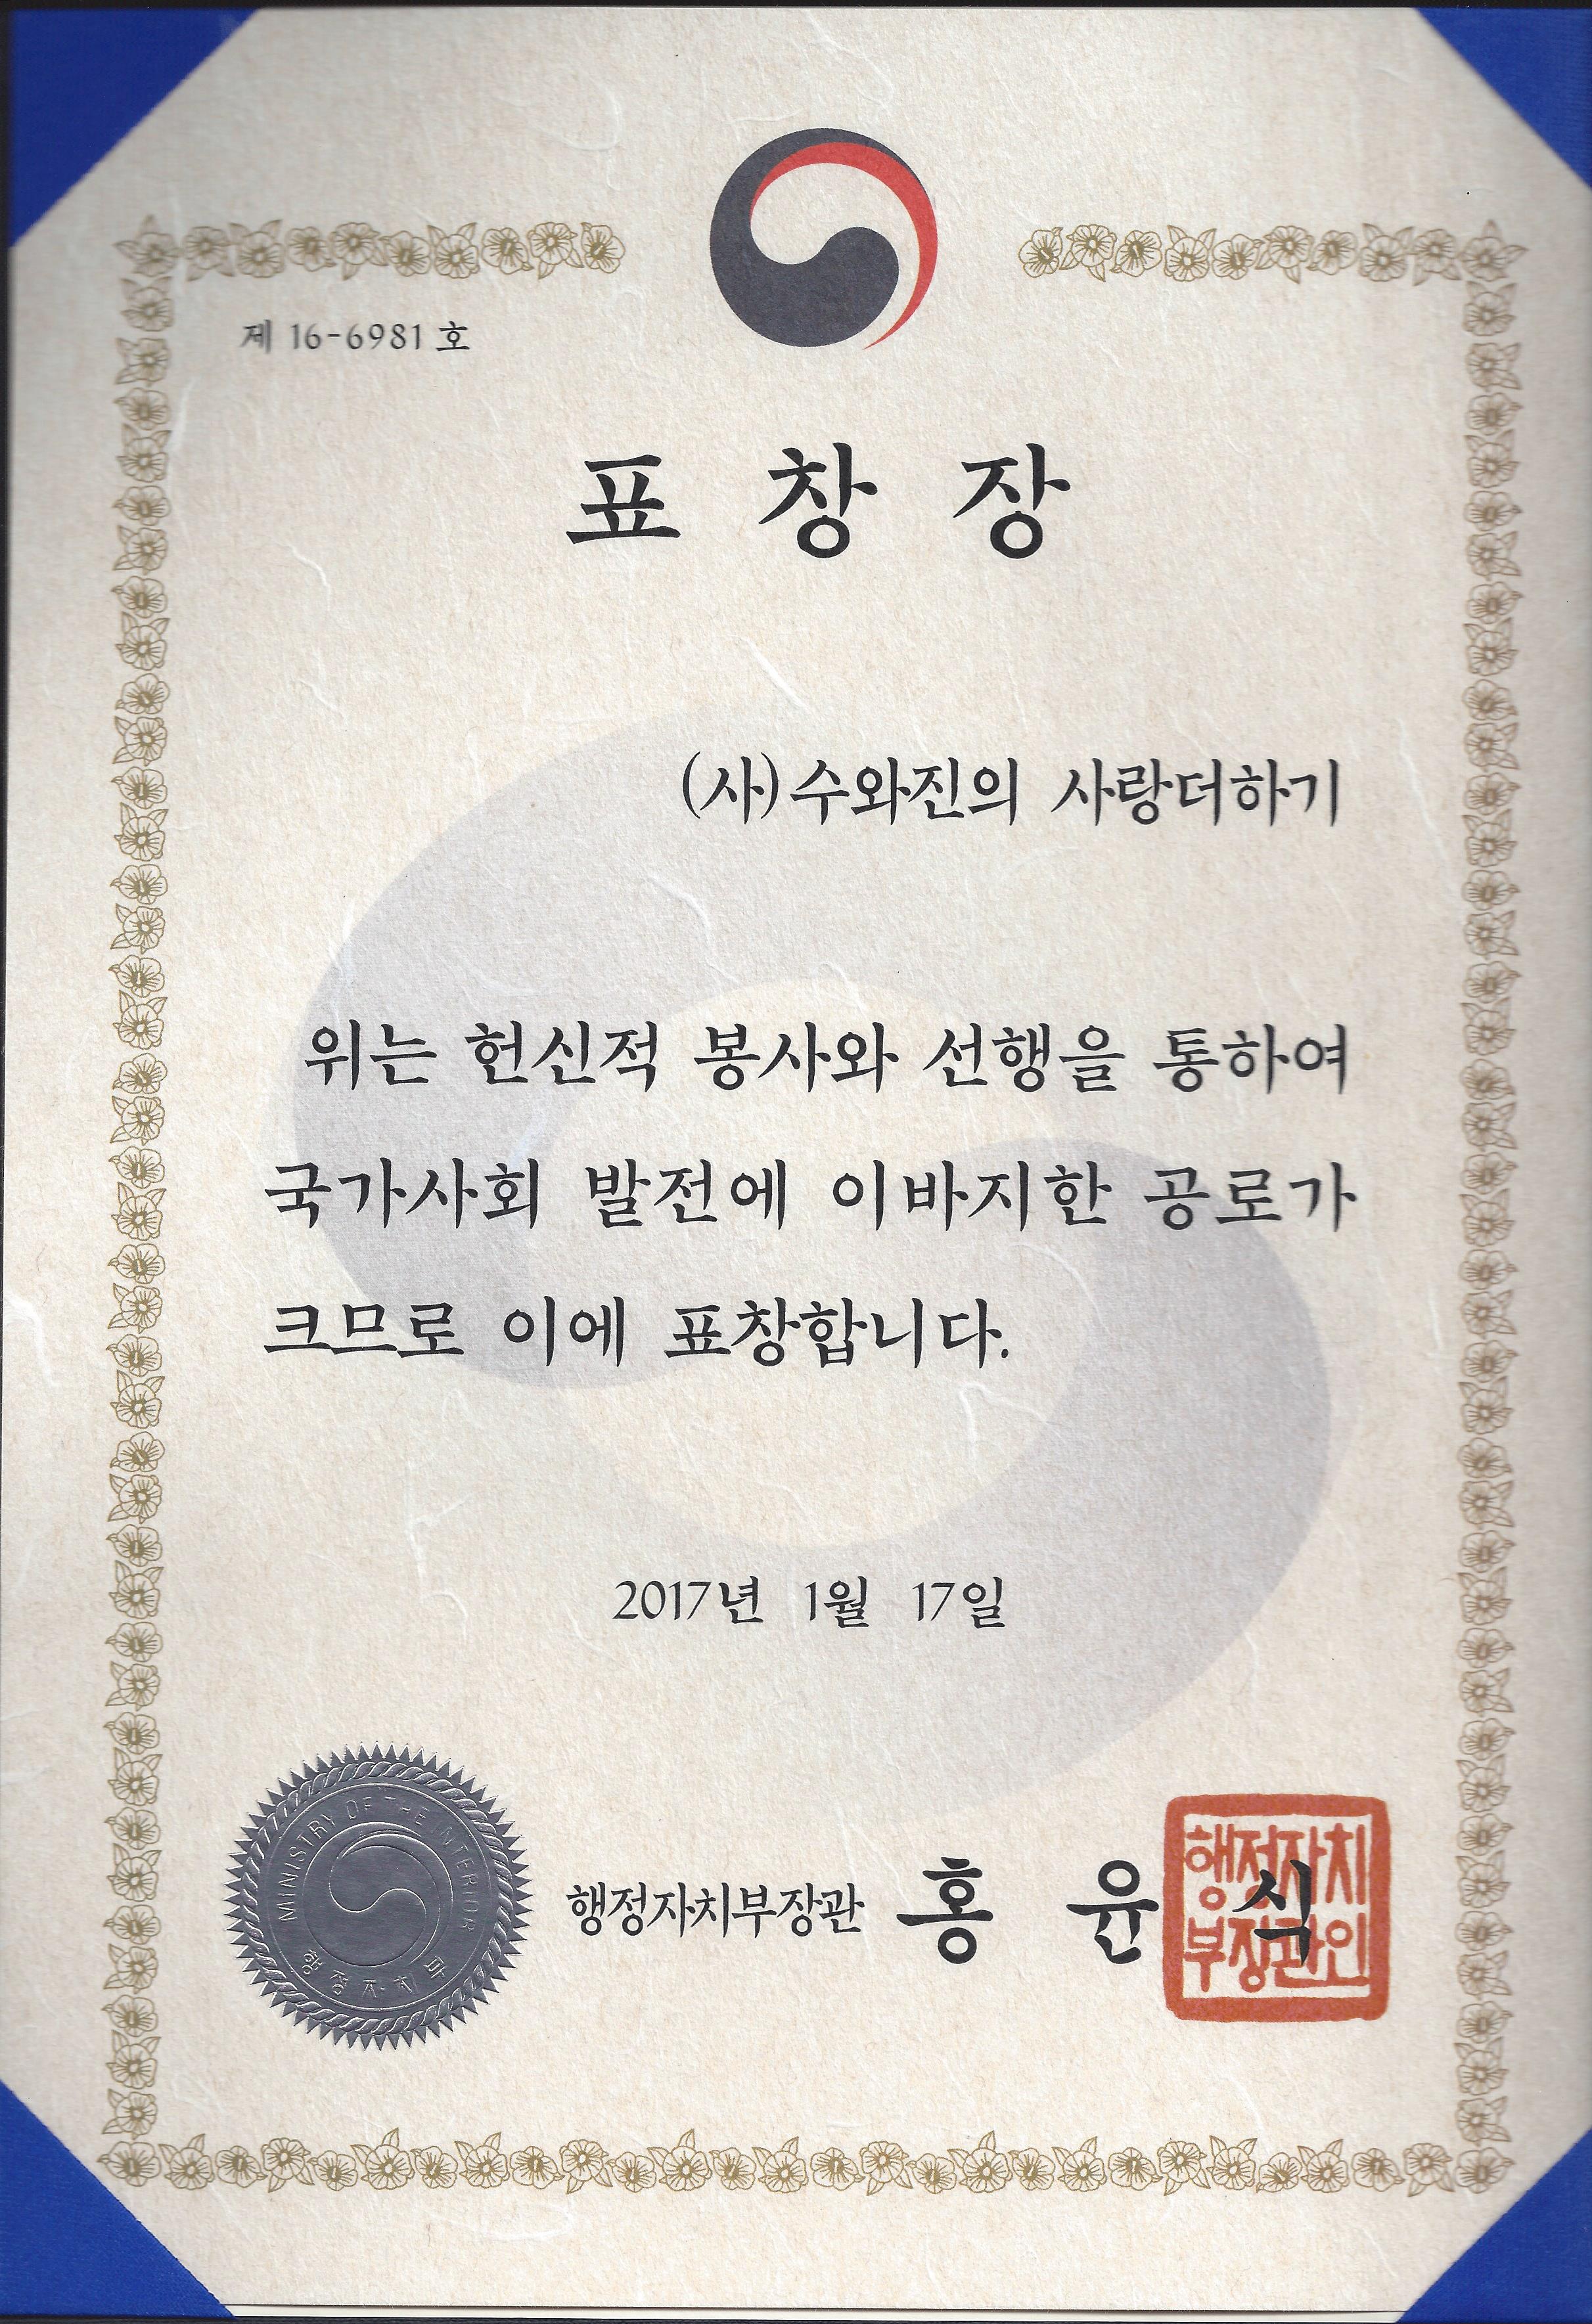 제 16-6981 호
표 창 장
(사)수와진의 사랑더하기
위는 헌신적 봉사와 선행을 통하여
국가사회 발전에 이바지한 공로가
크므로 이에 표창합니다.
2017년 1월 17일
MINISTRY OF THE INTERIOR
행정자치부
행정자치부장관 홍 윤 식
행정자치
부장관인